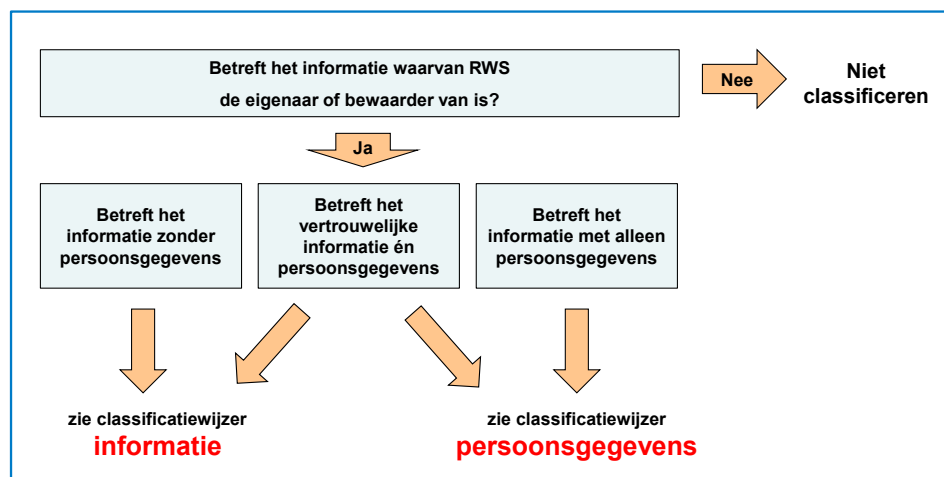 Betreft het informatie waarvan RWS
de eigenaar of bewaarder van is?
Nee
Niet
classificeren
Ja
Betreft het
informatie zonder
persoonsgegevens
Betreft het
vertrouwelijke
informatie én
persoonsgegevens
Betreft het
informatie met alleen
persoonsgegevens
zie classificatiewijzer
informatie
zie classificatiewijzer
persoonsgegevens